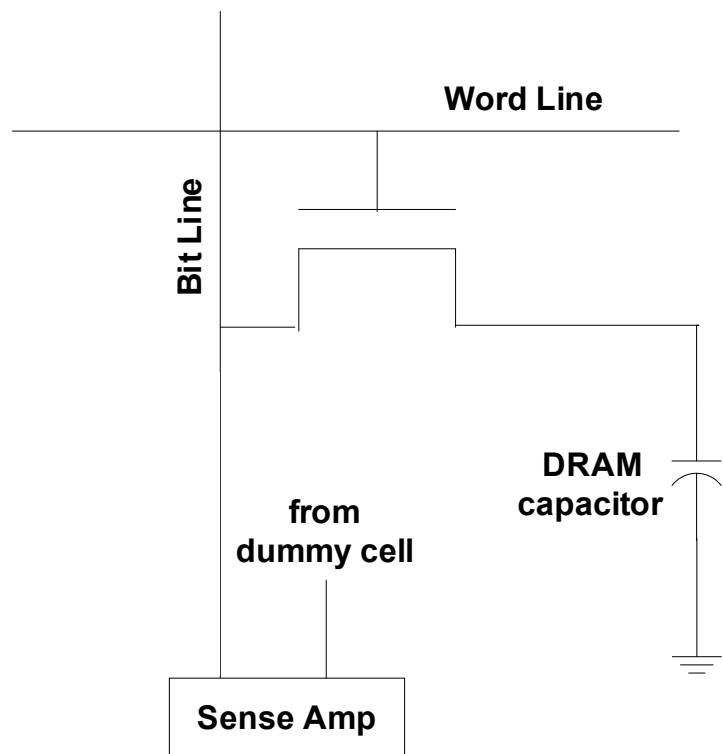 Word Line
Bit Line
DRAM
capacitor
from
dummy cell
Sense Amp